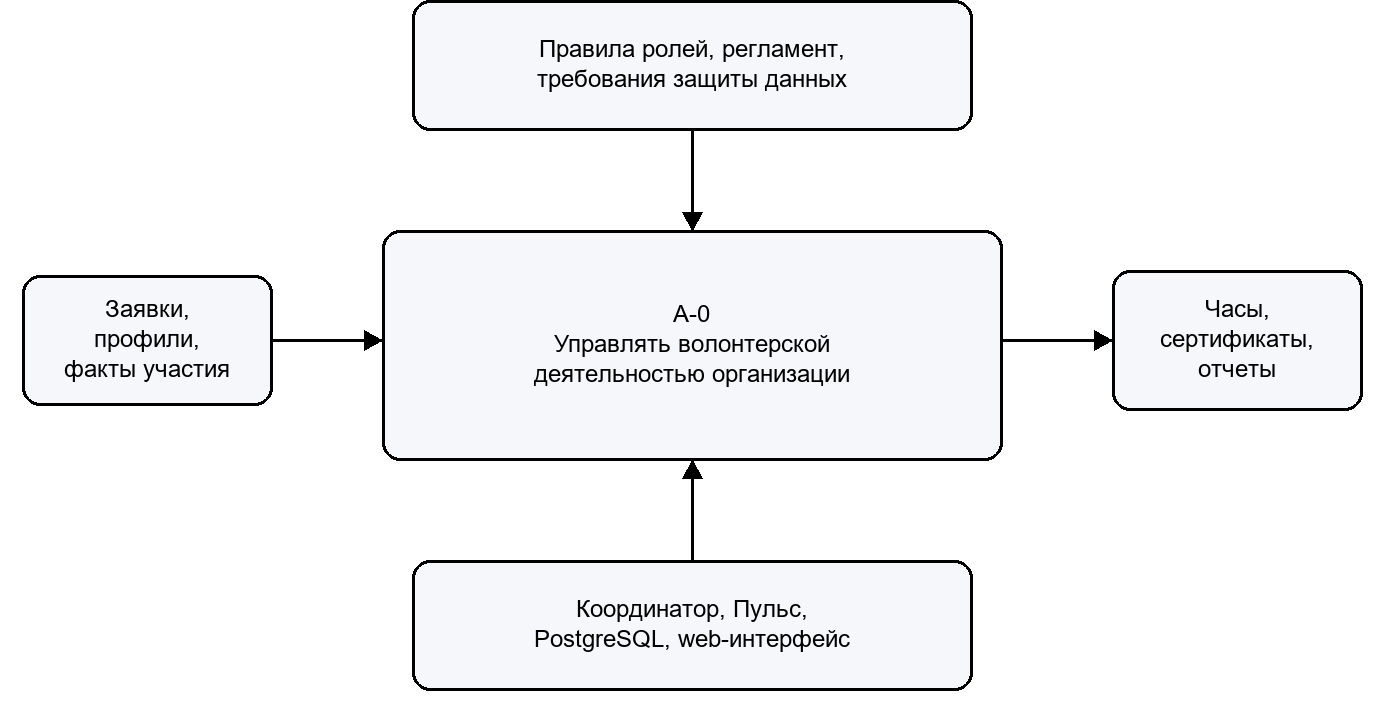 Правила ролей, регламент,
требования защиты данных
Заявки,
профили,
факты участия
А-0
Управлять волонтерской
деятельностью организации
Часы,
сертификаты,
отчеты
Координатор, Пульс,
PostgreSQL, web-интерфейс